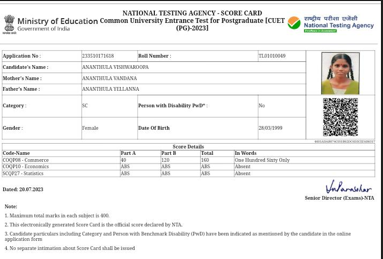 NATIONAL TESTING AGENCY - SCORE CARD
Ministry of Education
Government of India
Common University Entrance Test for Postgraduate [CUET (PG)-2023]
राष्ट्रीय परीक्षा एजेंसी
National Testing Agency
Application No : 233510171638 Roll Number : TL01010049
Candidate's Name : ANANTHULA VISHWAROOPA
Mother's Name : ANANTHULA VANDANA
Father's Name : ANANTHULA YELLANNA
Category : SC Person with Disability PwD* : No
Gender : Female Date Of Birth 28/03/1999
Score Details
Code-Name Part A Part B Total In Words
COQP08 - Commerce 40 120 160 One Hundred Sixty Only
COQP10 - Economics ABS ABS ABS Absent
SCQP27 - Statistics ABS ABS ABS Absent
Dated: 20.07.2023
Senior Director (Exams)-NTA
Note:
1. Maximum total marks in each subject is 400.
2. This electronically generated Score Card is the official score declared by NTA.
3. Candidate particulars including Category and Person with Benchmark Disability (PwD) have been indicated as mentioned by the candidate in the online
application form
4. No separate intimation about Score Card shall be issued